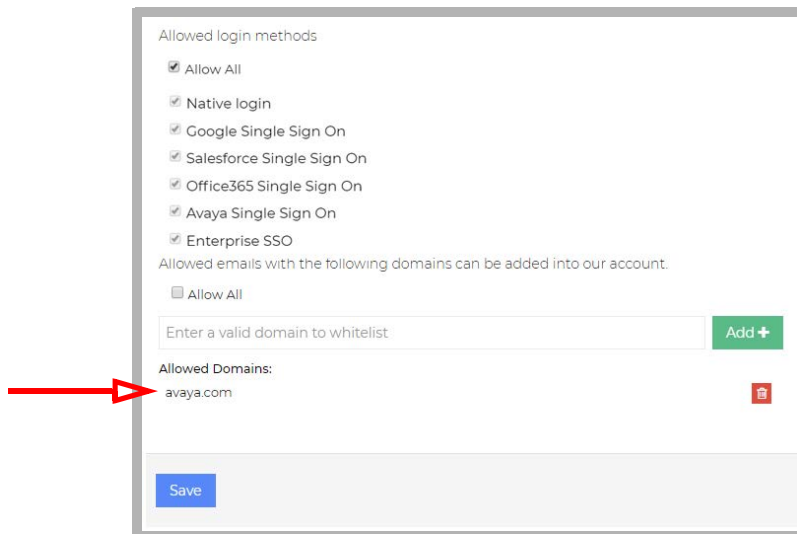 Allowed login methods
Allow All
Native login
Google Single Sign On
Salesforce Single Sign On
Office365 Single Sign On
Avaya Single Sign On
Enterprise SSO
Allowed emails with the following domains can be added into our account.
Allow All
Enter a valid domain to whitelist
Add +
Allowed Domains:
avaya.com
Save